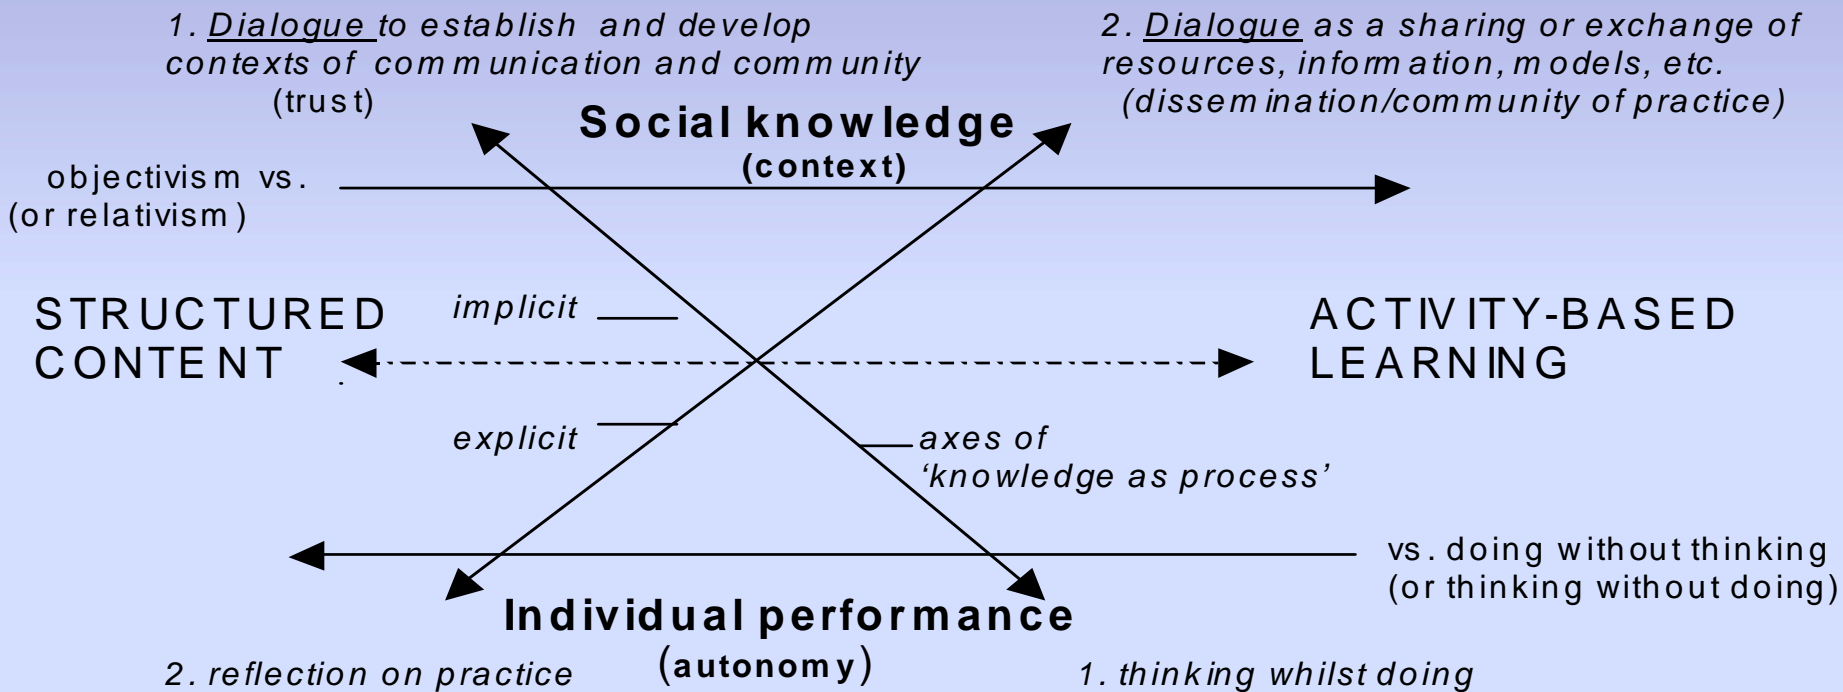 1. Dialogue to establish and develop
contexts of communication and community
(trust)
2. Dialogue as a sharing or exchange of
resources, information, models, etc.
(dissemination/community of practice)
Social knowledge
(context)
objectivism vs.
(or relativism)
STRUCTURED
CONTENT
implicit
explicit
ACTIVITY-BASED
LEARNING
axes of
‘knowledge as process’
vs. doing without thinking
(or thinking without doing)
Individual performance
(autonomy)
2. reflection on practice
1. thinking whilst doing